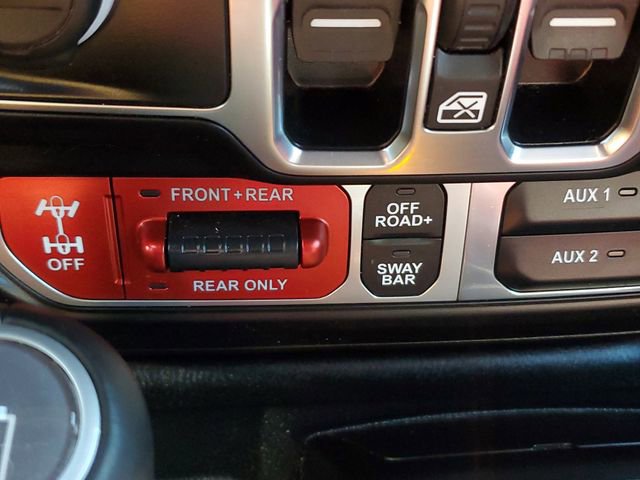 FRONT+REAR
OFF
REAR ONLY
OFF
ROAD+
SWAY
BAR
AUX 1
AUX 2